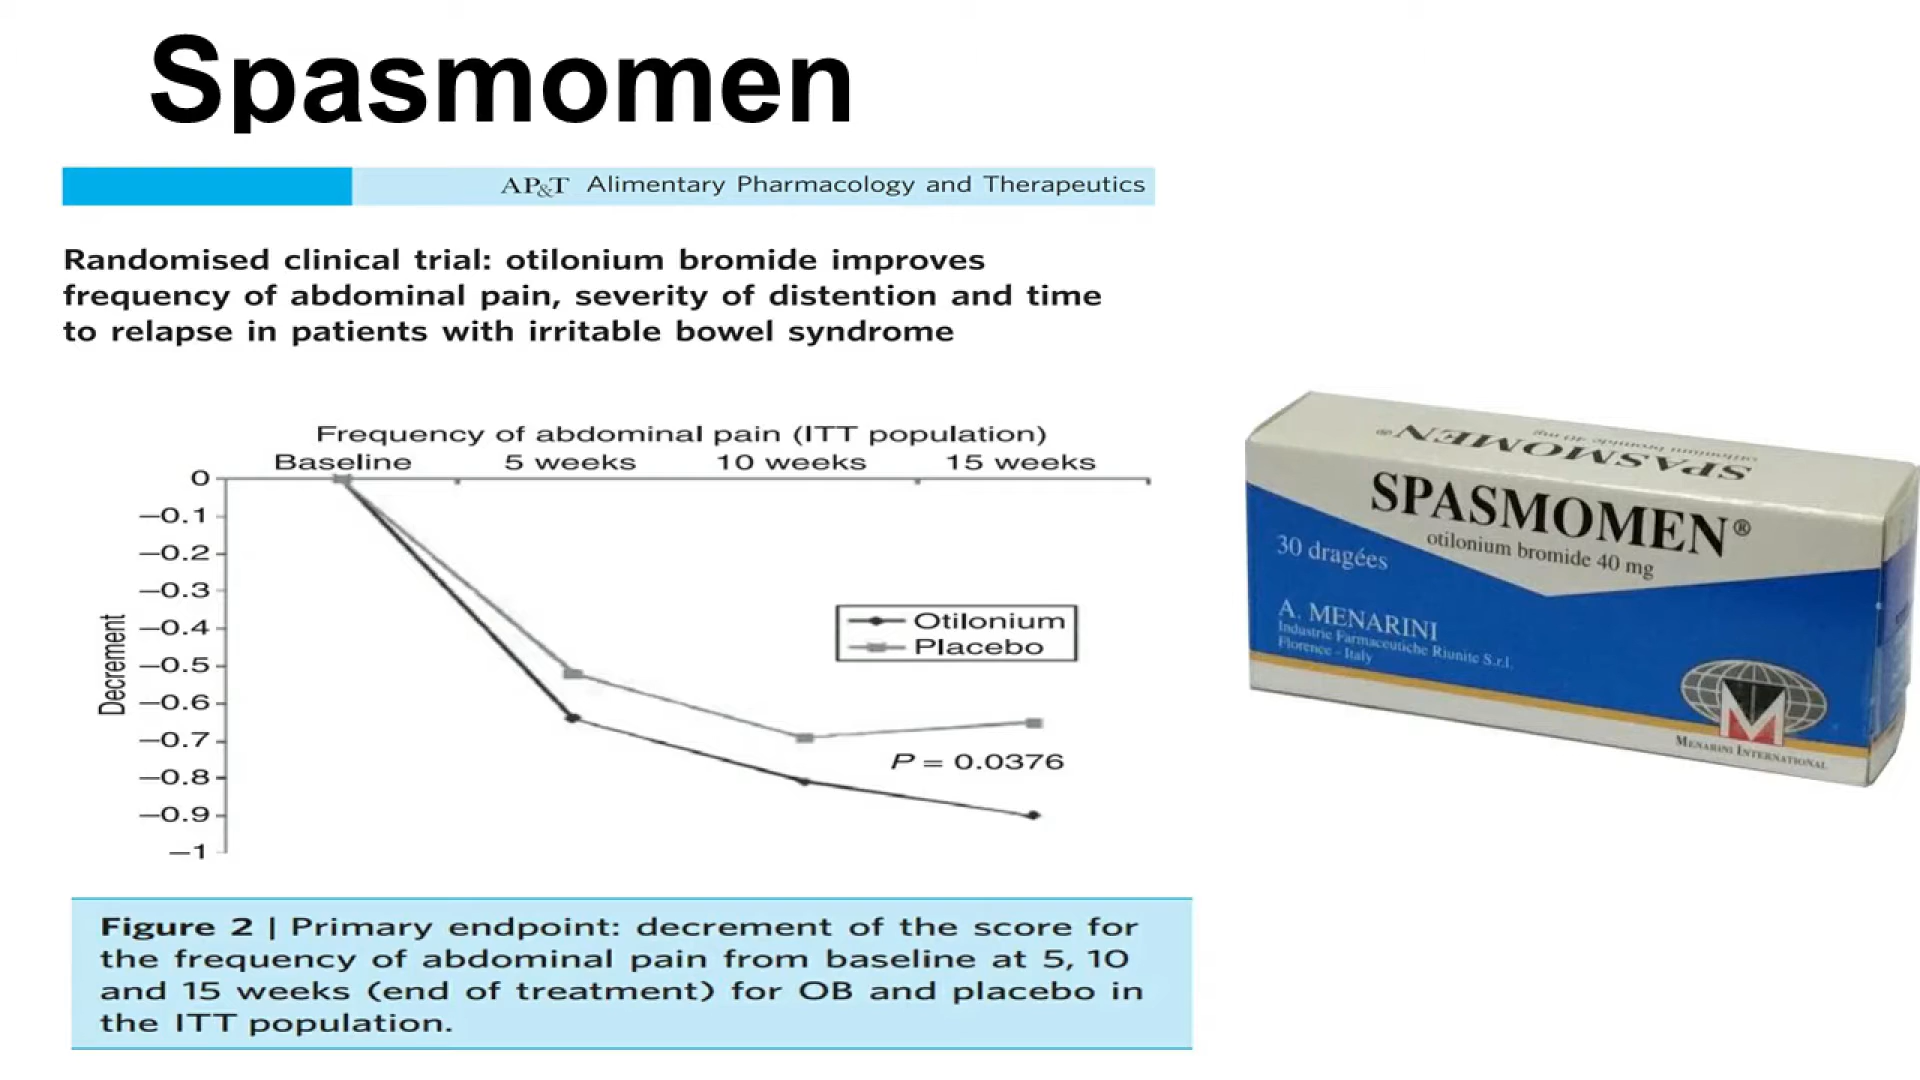 Spasmomen
AP&T Alimentary Pharmacology and Therapeutics
Randomised clinical trial: otilonium bromide improves
frequency of abdominal pain, severity of distention and time
to relapse in patients with irritable bowel syndrome
Frequency of abdominal pain (ITT population)
Baseline 5 weeks 10 weeks 15 weeks
0
−0.1
−0.2
−0.3
−0.4
−0.5
−0.6
−0.7
−0.8
−0.9
−1
Decrement
Otilonium
Placebo
P = 0.0376
Figure 2 | Primary endpoint: decrement of the score for
the frequency of abdominal pain from baseline at 5, 10
and 15 weeks (end of treatment) for OB and placebo in
the ITT population.
SPASMOMEN®
otilonium bromide 40 mg
SPASMOMEN®
otilonium bromide 40 mg
30 dragées
A. MENARINI
Industrie Farmaceutiche Riunite S.r.l.
Florence - Italy
M
MENARINI INTERNATIONAL